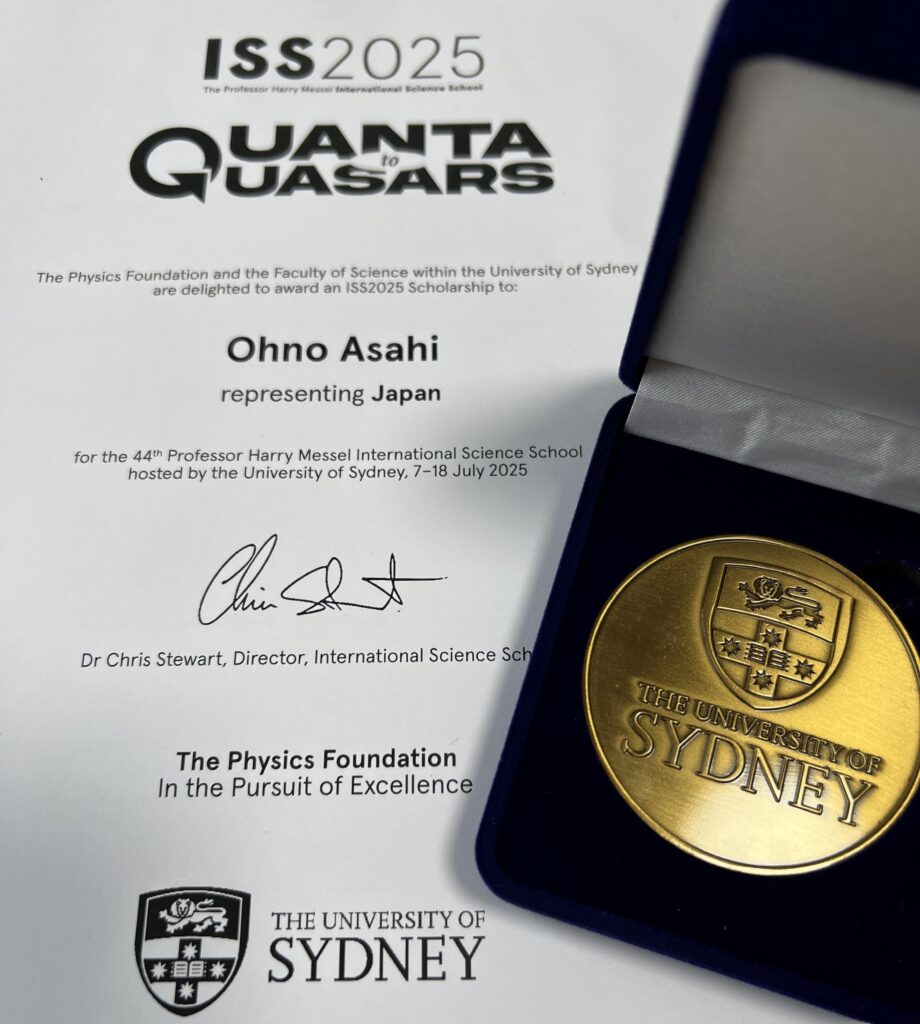 ISS2025
The Professor Harry Messel International Science School
QUANTA
to
QUASARS
The Physics Foundation and the Faculty of Science within the University of Sydney
are delighted to award an ISS2025 Scholarship to:
Ohno Asahi
representing Japan
for the 44th Professor Harry Messel International Science School
hosted by the University of Sydney, 7–18 July 2025
Chris Stewart
Dr Chris Stewart, Director, International Science Sch
The Physics Foundation
In the Pursuit of Excellence
THE UNIVERSITY OF
SYDNEY
THE UNIVERSITY OF
SYDNEY